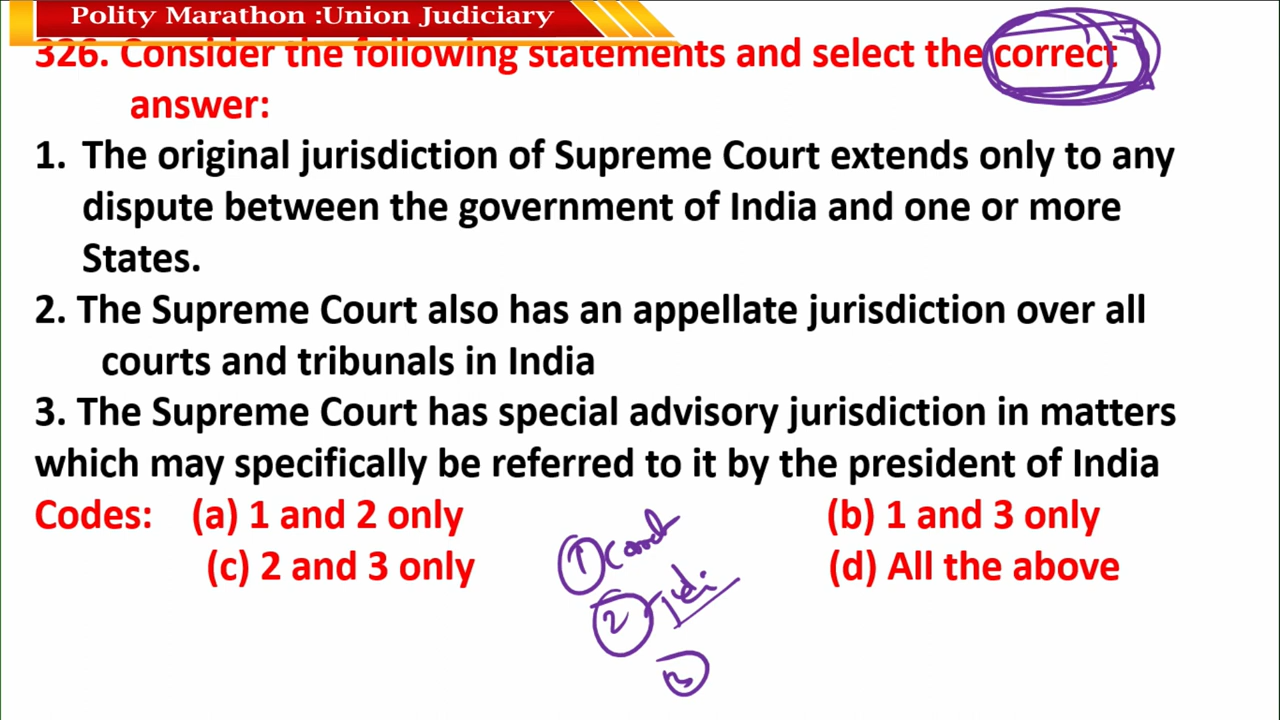 Polity Marathon :Union Judiciary
326. Consider the following statements and select the correct
answer:
1. The original jurisdiction of Supreme Court extends only to any
dispute between the government of India and one or more
States.
2. The Supreme Court also has an appellate jurisdiction over all
courts and tribunals in India
3. The Supreme Court has special advisory jurisdiction in matters
which may specifically be referred to it by the president of India
Codes: (a) 1 and 2 only (b) 1 and 3 only
(c) 2 and 3 only (d) All the above
1
2
3